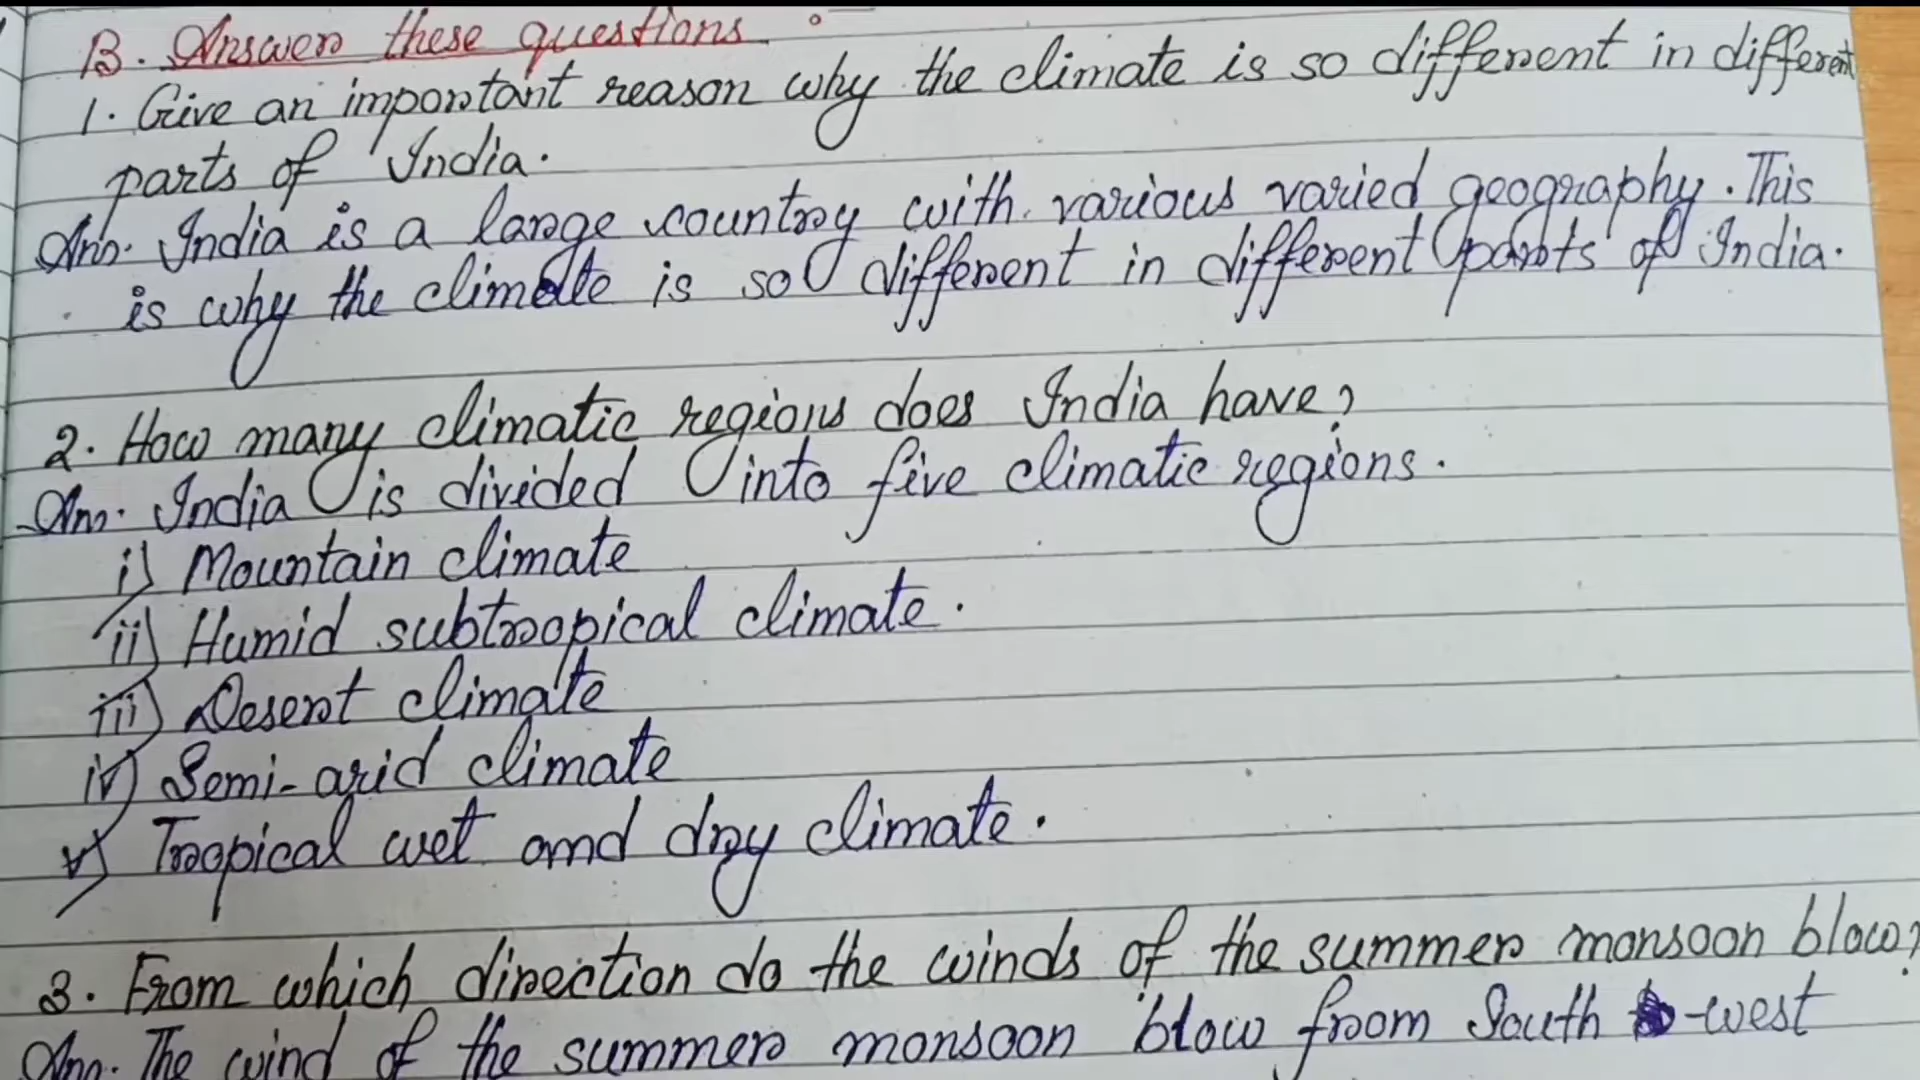 B. Answer these questions :
1. Give an important reason why the climate is so different in different
parts of India.
Ans. India is a large country with various varied geography. This
is why the climate is so different in different parts of India.
2. How many climatic regions does India have?
Ans. India is divided into five climatic regions.
i) Mountain climate
ii) Humid subtropical climate.
iii) Desert climate
iv) Semi-arid climate
v) Tropical wet and dry climate.
3. From which direction do the winds of the summer monsoon blow?
Ans. The wind of the summer monsoon blow from South -west